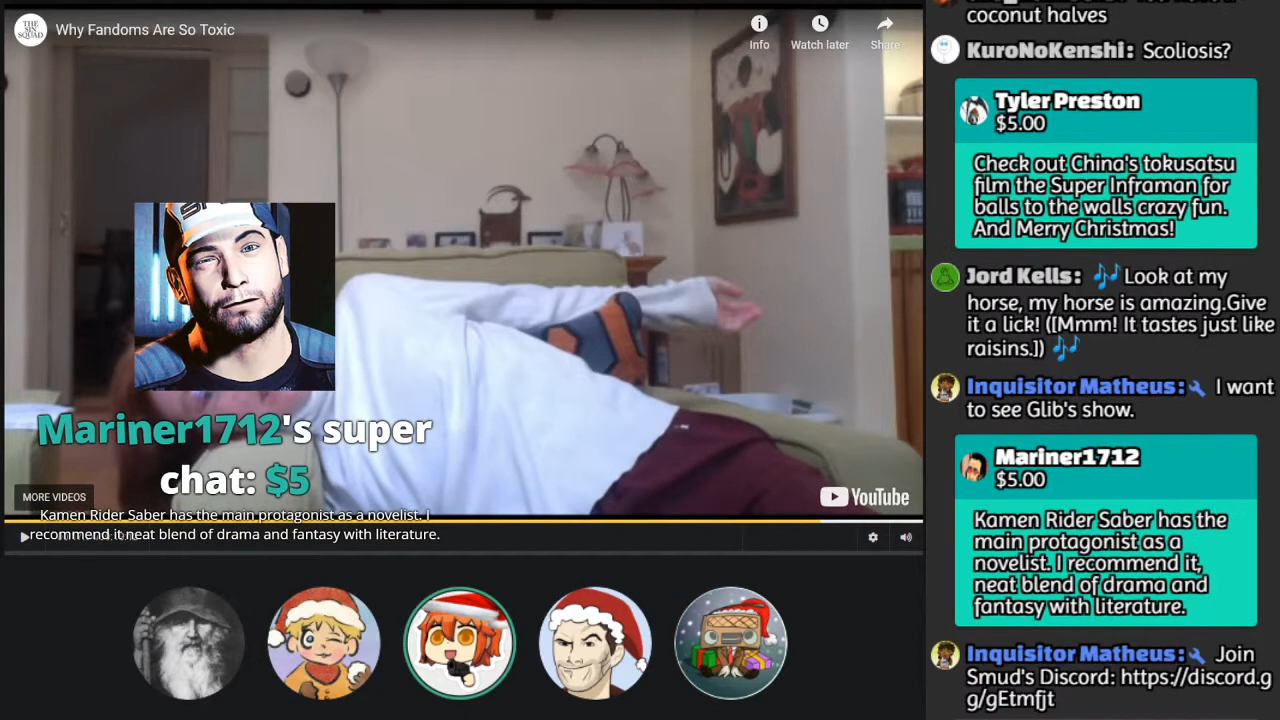 THE
SIN
SQUAD
Why Fandoms Are So Toxic
Info
Watch later
Share
Mariner1712's super
chat: $5
MORE VIDEOS
YouTube
Kamen Rider Saber has the main protagonist as a novelist. I
recommend it, neat blend of drama and fantasy with literature.
coconut halves
KuroNoKenshi: Scoliosis?
Tyler Preston
$5.00
Check out China's tokusatsu
film the Super Inframan for
balls to the walls crazy fun.
And Merry Christmas!
Jord Kells: 🎶Look at my
horse, my horse is amazing.Give
it a lick! ([Mmm! It tastes just like
raisins.]) 🎶
Inquisitor Matheus: I want
to see Glib's show.
Mariner1712
$5.00
Kamen Rider Saber has the
main protagonist as a
novelist. I recommend it,
neat blend of drama and
fantasy with literature.
Inquisitor Matheus: Join
Smud's Discord: https://discord.g
g/gEtmfjt